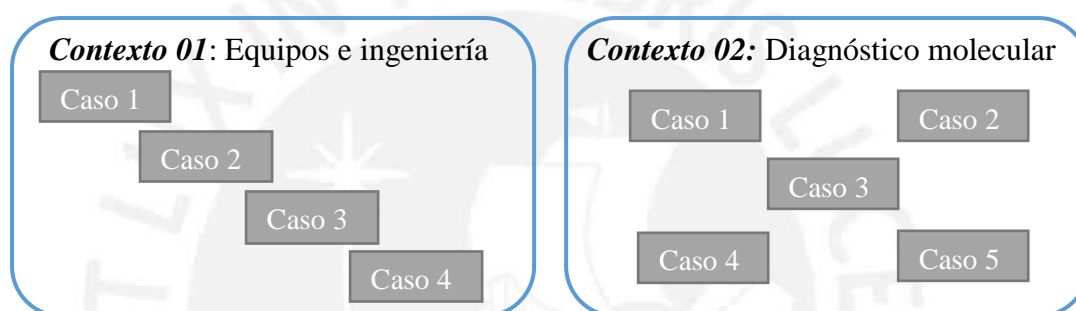 Contexto 01: Equipos e ingeniería
Caso 1
Caso 2
Caso 3
Caso 4
Contexto 02: Diagnóstico molecular
Caso 1
Caso 2
Caso 3
Caso 4
Caso 5